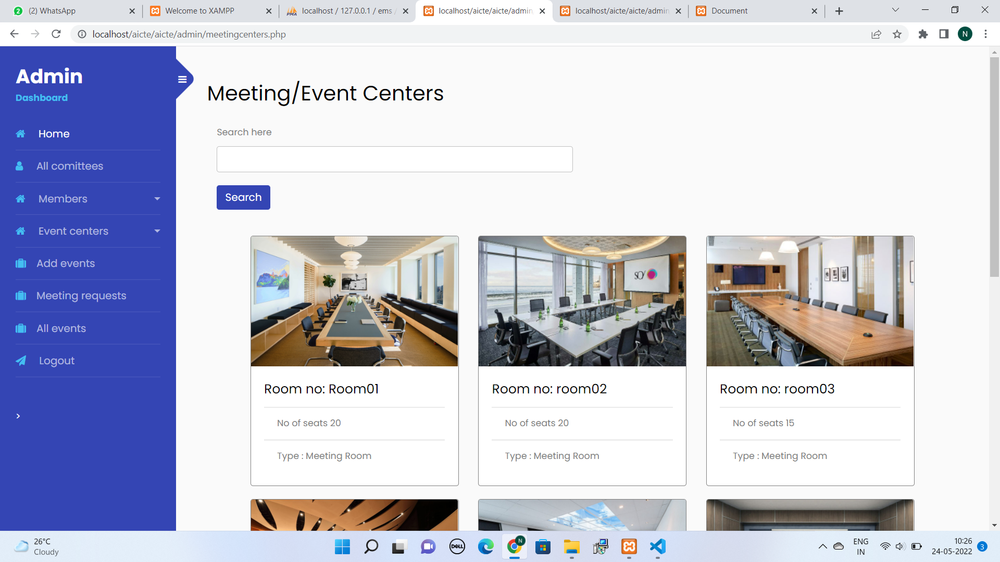 (2) WhatsApp
Welcome to XAMPP
localhost / 127.0.0.1 / ems /
localhost/aicte/aicte/admin
localhost/aicte/aicte/admin
Document
localhost/aicte/aicte/admin/meetingcenters.php
N
Admin
Dashboard
Home
All comittees
Members
Event centers
Add events
Meeting requests
All events
Logout
Meeting/Event Centers
Search here
Search
SO/
Room no: Room01
No of seats 20
Type : Meeting Room
Room no: room02
No of seats 20
Type : Meeting Room
Room no: room03
No of seats 15
Type : Meeting Room
26°C
Cloudy
DELL
N
ENG
IN
10:26
24-05-2022
3